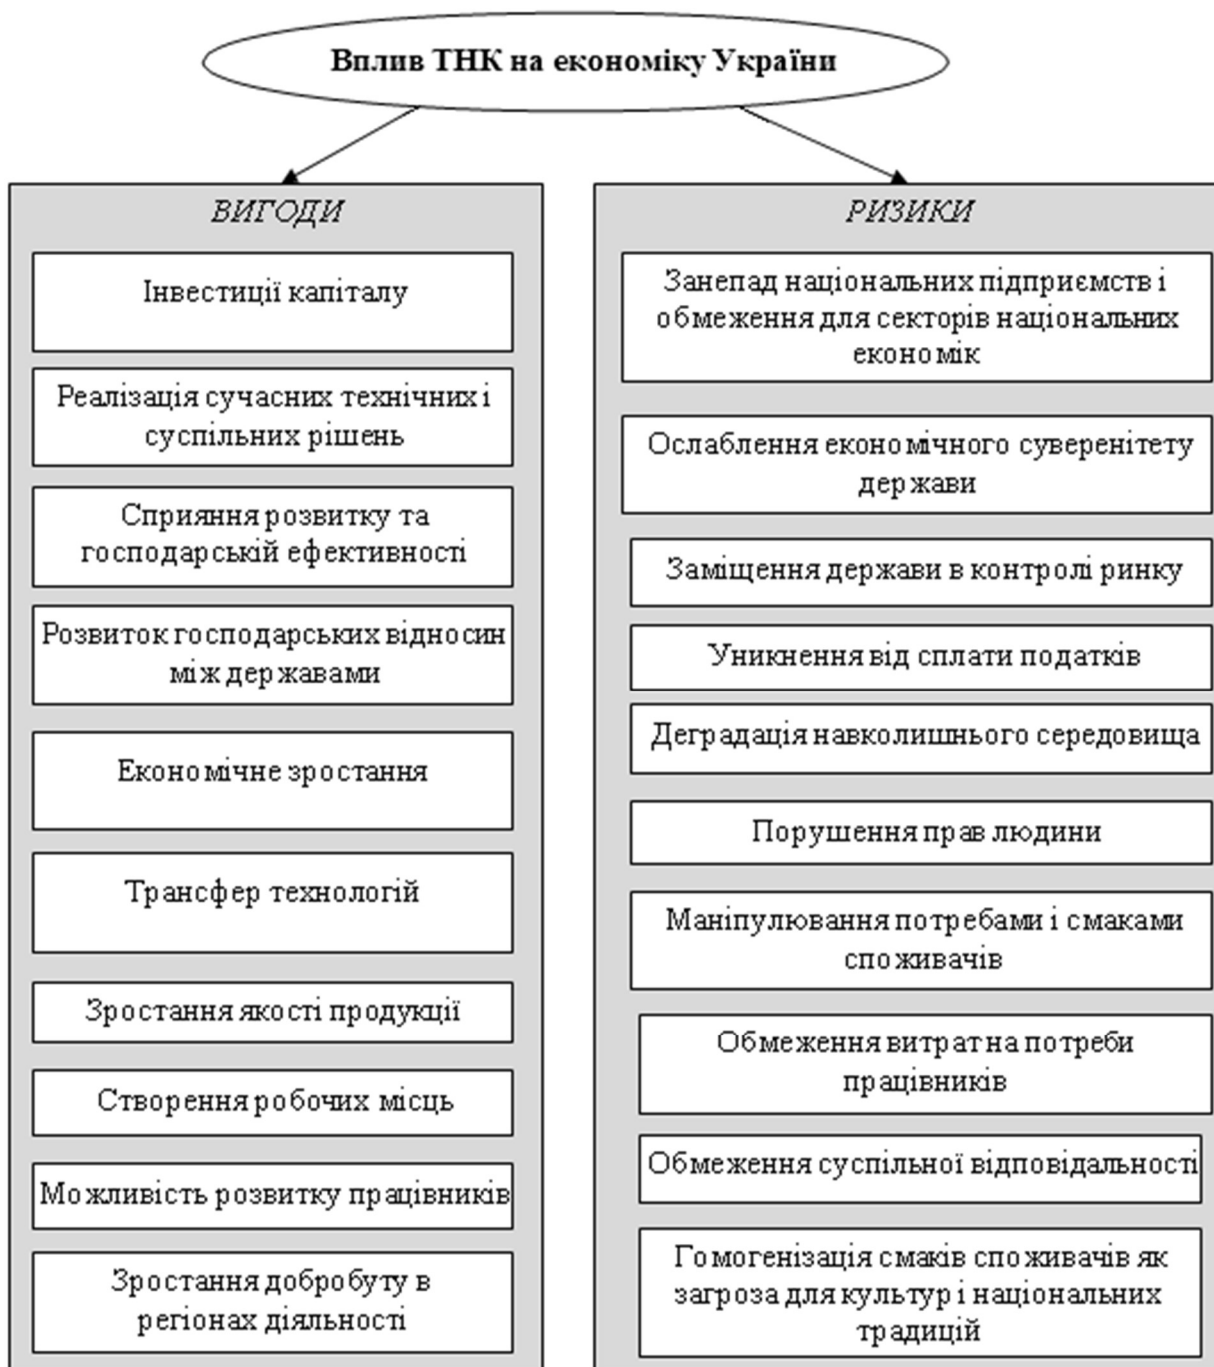 Вплив ТНК на економіку України
ВИГОДИ
Інвестиції капіталу
Реалізація сучасних технічних і
суспільних рішень
Сприяння розвитку та
господарській ефективності
Розвиток господарських відносин
між державами
Економічне зростання
Трансфер технологій
Зростання якості продукції
Створення робочих місць
Можливість розвитку працівників
Зростання добробуту в
регіонах діяльності
РИЗИКИ
Занепад національних підприємств і
обмеження для секторів національних
економік
Ослаблення економічного суверенітету
держави
Заміщення держави в контролі ринку
Уникнення від сплати податків
Деградація навколишнього середовища
Порушення прав людини
Маніпулювання потребами і смаками
споживачів
Обмеження витрат на потреби
працівників
Обмеження суспільної відповідальності
Гомогенізація смаків споживачів як
загроза для культур і національних
традицій